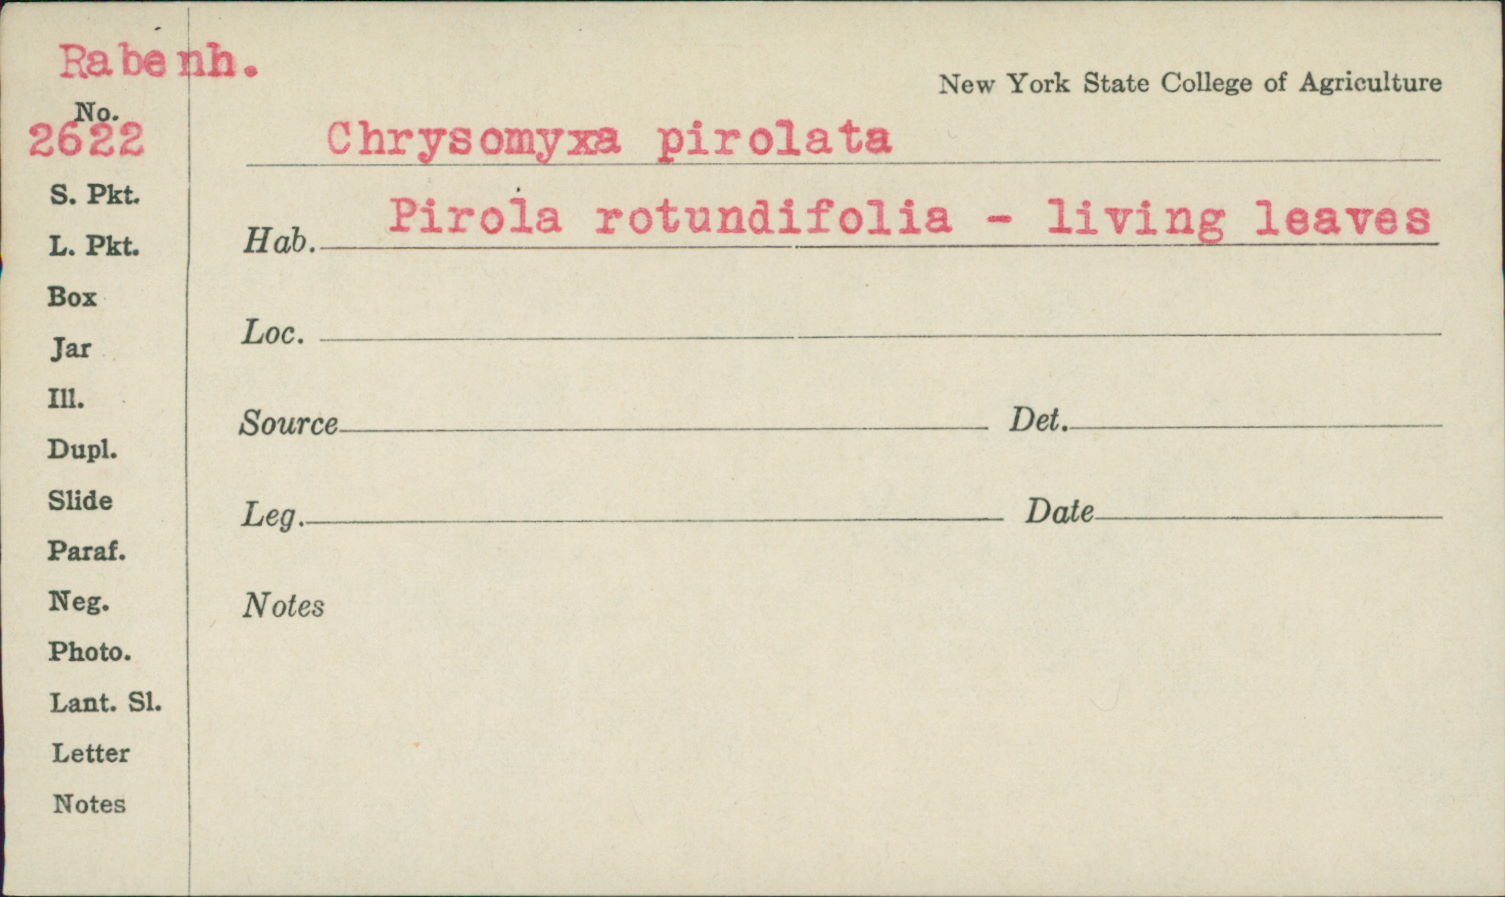 Rabenh.
New York State College of Agriculture
No.
2622
Chrysomyxa pirolata
Hab. Pirola rotundifolia - living leaves
Loc.
Source Det.
Leg. Date
Notes
S. Pkt.
L. Pkt.
Box
Jar
Ill.
Dupl.
Slide
Paraf.
Neg.
Photo.
Lant. Sl.
Letter
Notes